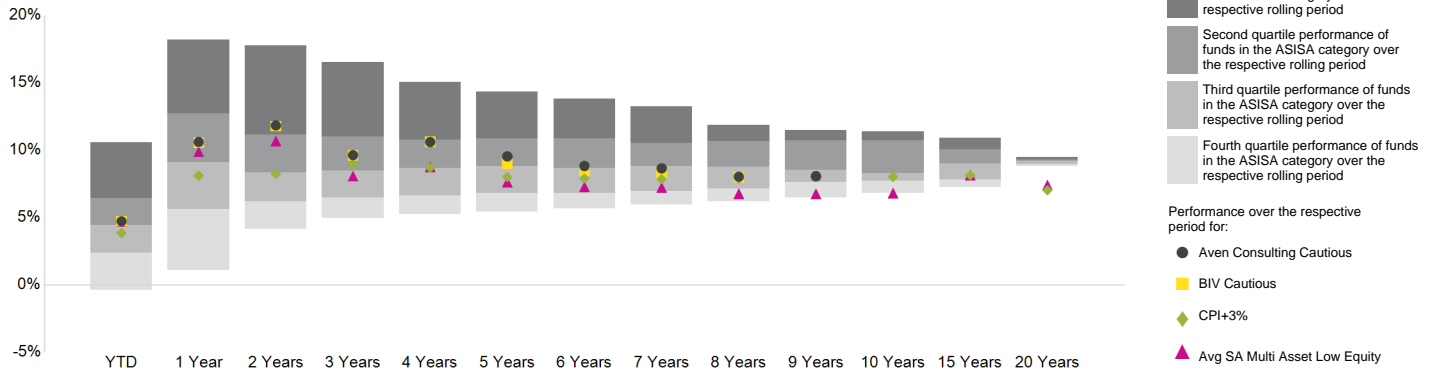 20%
15%
10%
5%
0%
-5%
YTD
1 Year
2 Years
3 Years
4 Years
5 Years
6 Years
7 Years
8 Years
9 Years
10 Years
15 Years
20 Years
respective rolling period
Second quartile performance of
funds in the ASISA category over
the respective rolling period
Third quartile performance of funds
in the ASISA category over the
respective rolling period
Fourth quartile performance of funds
in the ASISA category over the
respective rolling period
Performance over the respective
period for:
Aven Consulting Cautious
BIV Cautious
CPI+3%
Avg SA Multi Asset Low Equity